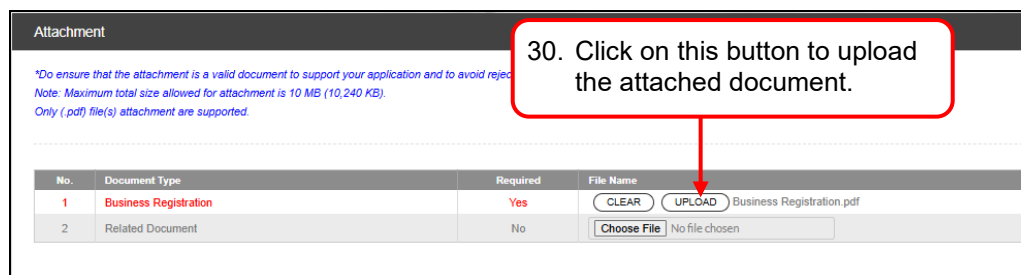 Attachment
30. Click on this button to upload
the attached document.
*Do ensure that the attachment is a valid document to support your application and to avoid
Note: Maximum total size allowed for attachment is 10 MB (10,240 KB).
Only (.pdf) file(s) attachment are supported.
No. Document Type Required File Name
1 Business Registration Yes CLEAR UPLOAD Business Registration.pdf
2 Related Document No Choose File No file chosen